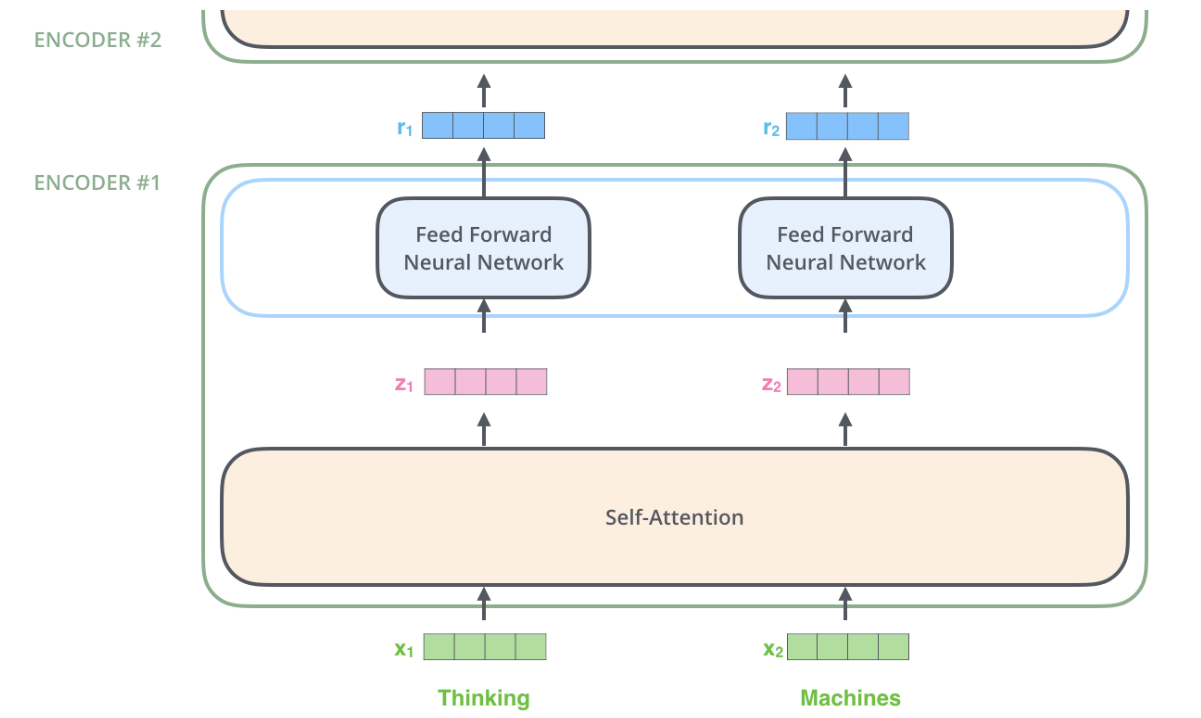 ENCODER #2
r1
r2
ENCODER #1
Feed Forward
Neural Network
Feed Forward
Neural Network
z1
z2
Self-Attention
x1
x2
Thinking
Machines